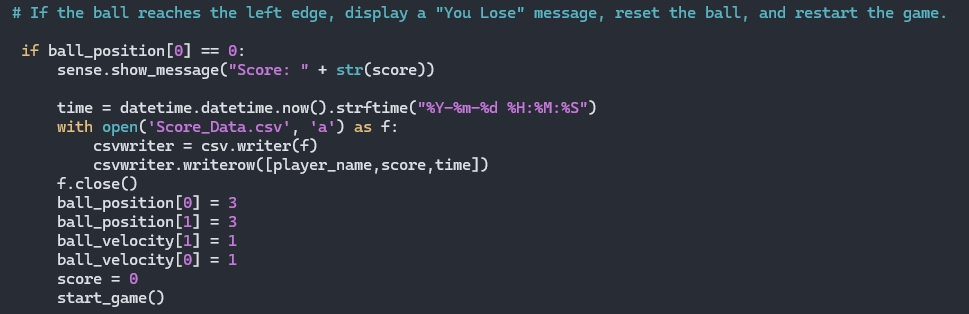 # If the ball reaches the left edge, display a "You Lose" message, reset the ball, and restart the game.
if ball_position[0] == 0:
sense.show_message("Score: " + str(score))
time = datetime.datetime.now().strftime("%Y-%m-%d %H:%M:%S")
with open('Score_Data.csv', 'a') as f:
csvwriter = csv.writer(f)
csvwriter.writerow([player_name,score,time])
f.close()
ball_position[0] = 3
ball_position[1] = 3
ball_velocity[1] = 1
ball_velocity[0] = 1
score = 0
start_game()